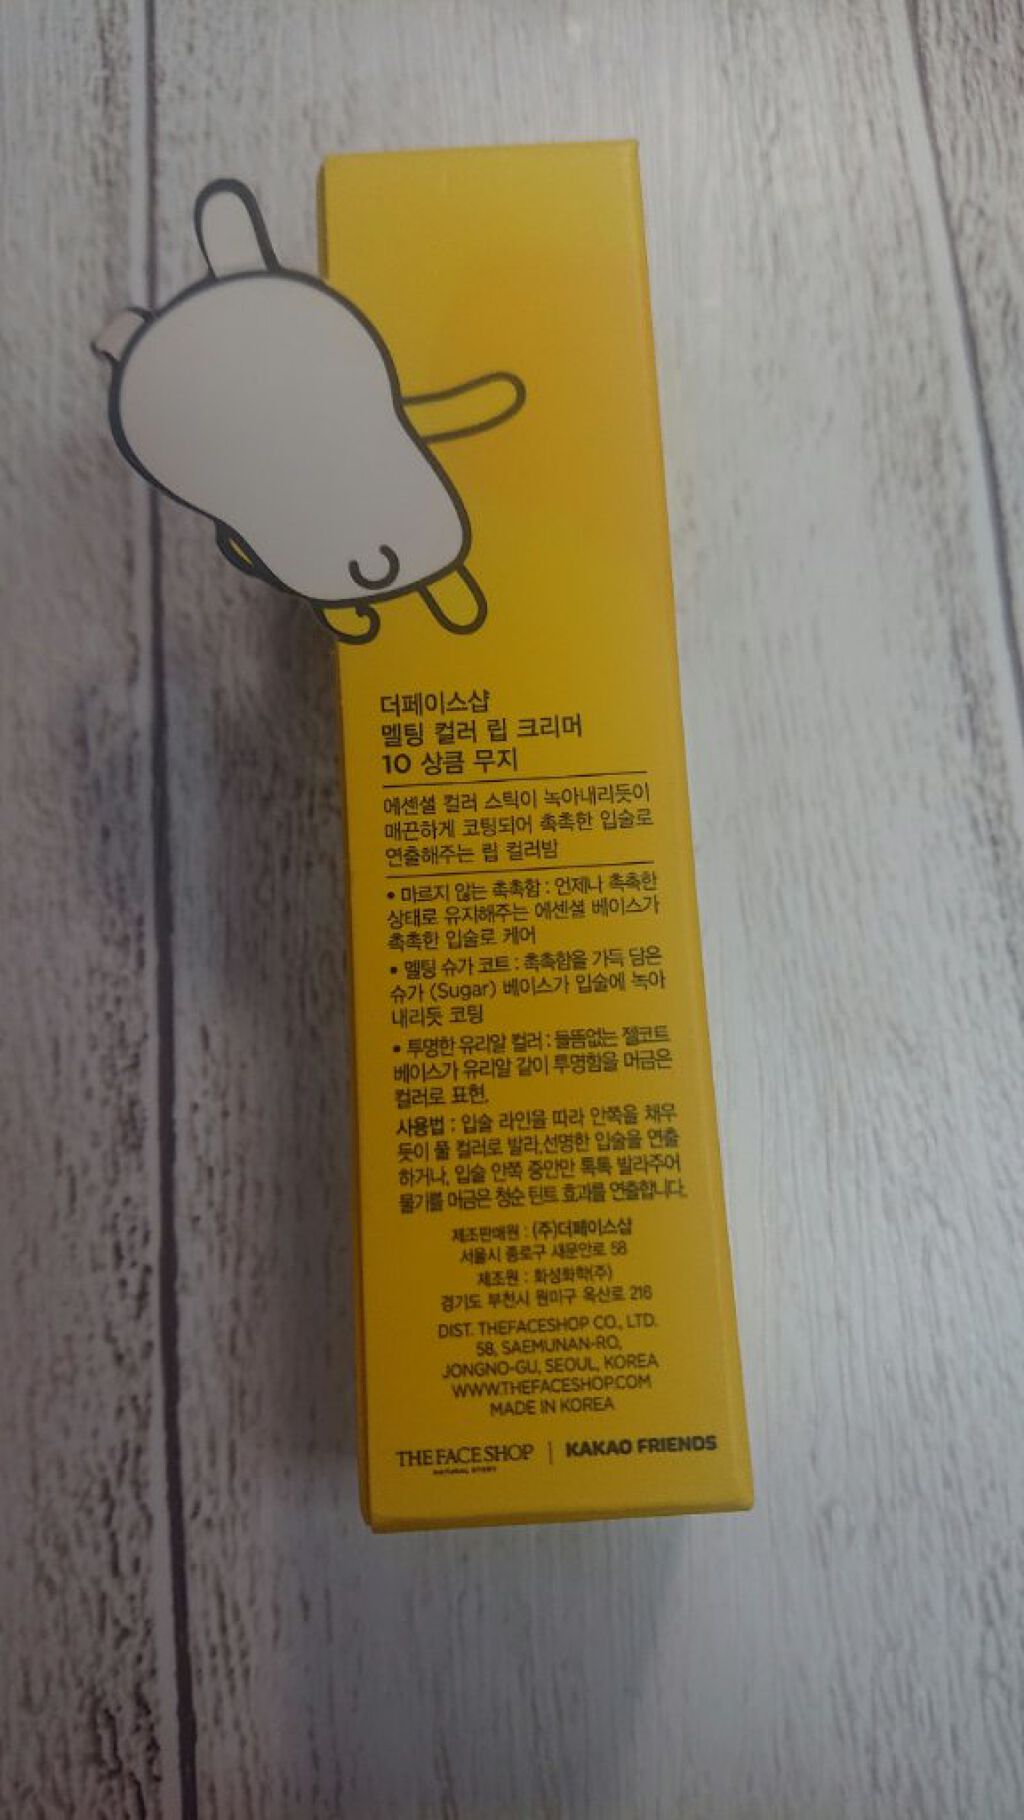 더페이스샵
멜팅 컬러 립 크리머
10 상큼 무지
에센셜 컬러 스틱이 녹아내리듯이
매끈하게 코팅되어 촉촉한 입술로
연출해주는 립 컬러밤
• 마르지 않는 촉촉함 : 언제나 촉촉한
상태로 유지해주는 에센셜 베이스가
촉촉한 입술로 케어
• 멜팅 슈가 코트 : 촉촉함을 가득 담은
슈가 (Sugar) 베이스가 입술에 녹아
내리듯 코팅
• 투명한 유리알 컬러 : 들뜸없는 젤코트
베이스가 유리알 같이 투명함을 머금은
컬러로 표현.
사용법 : 입술 라인을 따라 안쪽을 채우
듯이 풀 컬러로 발라,선명한 입술을 연출
하거나, 입술 안쪽 중안만 톡톡 발라주어
물기를 머금은 청순 틴트 효과를 연출합니다.
제조판매원 : (주)더페이스샵
서울시 종로구 새문안로 58
제조원 : 화성화학(주)
경기도 부천시 원미구 옥산로 216
DIST. THEFACESHOP CO., LTD.
58, SAEMUNAN-RO,
JONGNO-GU, SEOUL, KOREA
WWW.THEFACESHOP.COM
MADE IN KOREA
THE FACE SHOP | KAKAO FRIENDS
NATURAL STORY